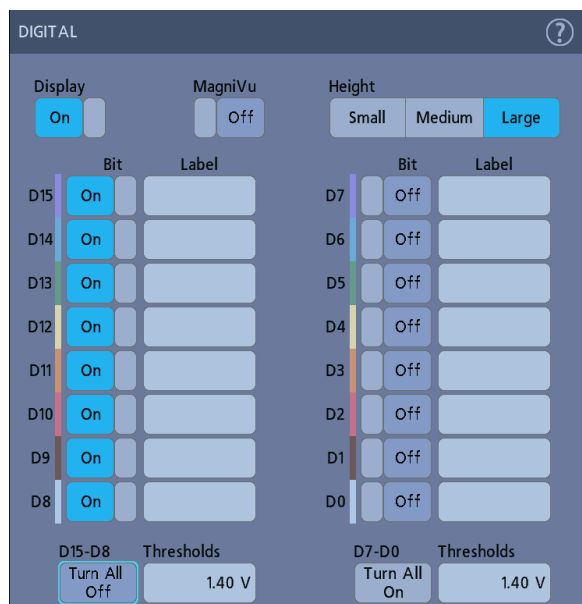 DIGITAL ?
Display MagniVu Height
On Off Small Medium Large
Bit Label Bit Label
D15 On D7 Off
D14 On D6 Off
D13 On D5 Off
D12 On D4 Off
D11 On D3 Off
D10 On D2 Off
D9 On D1 Off
D8 On D0 Off
D15-D8 Thresholds D7-D0 Thresholds
Turn All Off 1.40 V Turn All On 1.40 V